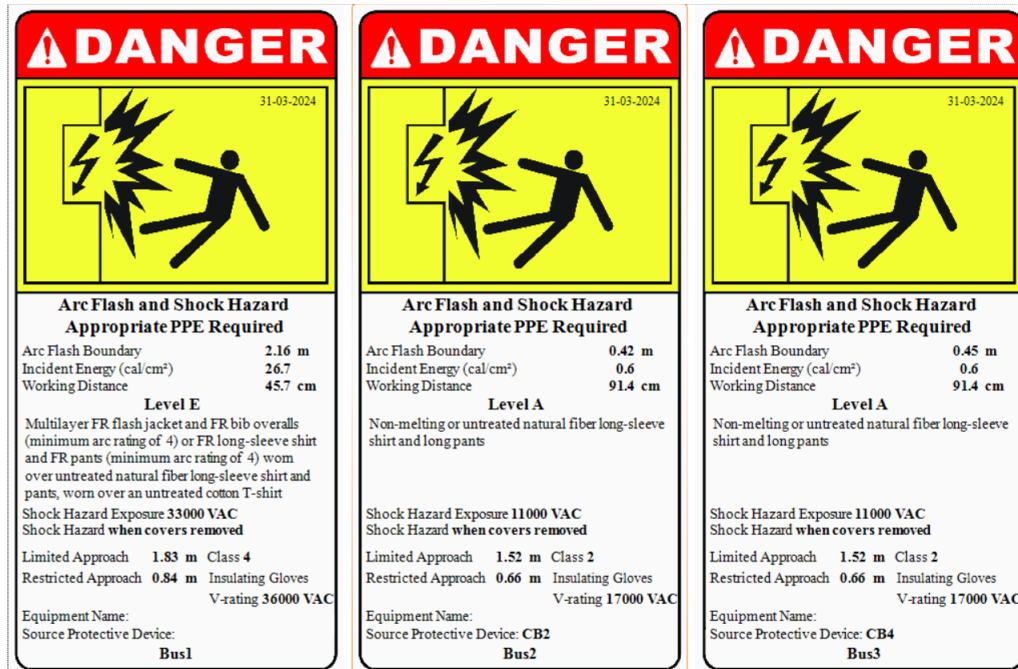 DANGER
31-03-2024
Arc Flash and Shock Hazard
Appropriate PPE Required
Arc Flash Boundary 2.16 m
Incident Energy (cal/cm²) 26.7
Working Distance 45.7 cm
Level E
Multilayer FR flash jacket and FR bib overalls
(minimum arc rating of 4) or FR long-sleeve shirt
and FR pants (minimum arc rating of 4) worn
over untreated natural fiber long-sleeve shirt and
pants, worn over an untreated cotton T-shirt
Shock Hazard Exposure 33000 VAC
Shock Hazard when covers removed
Limited Approach 1.83 m Class 4
Restricted Approach 0.84 m Insulating Gloves
V-rating 36000 VAC
Equipment Name:
Source Protective Device:
Bus1
DANGER
31-03-2024
Arc Flash and Shock Hazard
Appropriate PPE Required
Arc Flash Boundary 0.42 m
Incident Energy (cal/cm²) 0.6
Working Distance 91.4 cm
Level A
Non-melting or untreated natural fiber long-sleeve
shirt and long pants
Shock Hazard Exposure 11000 VAC
Shock Hazard when covers removed
Limited Approach 1.52 m Class 2
Restricted Approach 0.66 m Insulating Gloves
V-rating 17000 VAC
Equipment Name:
Source Protective Device: CB2
Bus2
DANGER
31-03-2024
Arc Flash and Shock Hazard
Appropriate PPE Required
Arc Flash Boundary 0.45 m
Incident Energy (cal/cm²) 0.6
Working Distance 91.4 cm
Level A
Non-melting or untreated natural fiber long-sleeve
shirt and long pants
Shock Hazard Exposure 11000 VAC
Shock Hazard when covers removed
Limited Approach 1.52 m Class 2
Restricted Approach 0.66 m Insulating Gloves
V-rating 17000 VAC
Equipment Name:
Source Protective Device: CB4
Bus3